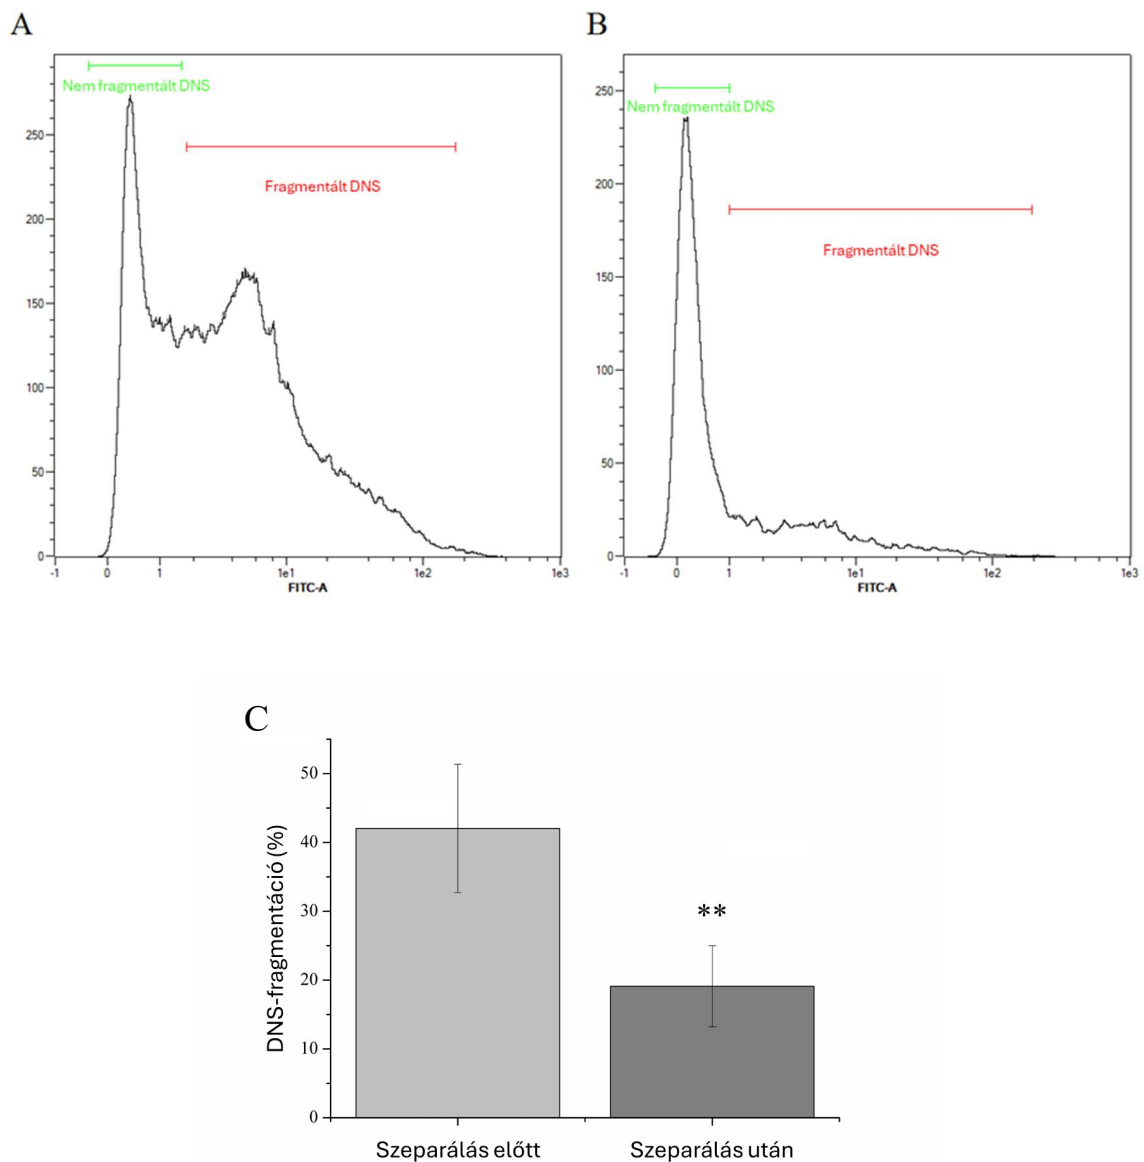 A
B
Nem fragmentált DNS
Fragmentált DNS
250
200
150
100
50
0
-1
0
1
1e1
1e2
1e3
FITC-A
Nem fragmentált DNS
Fragmentált DNS
250
200
150
100
50
0
-1
0
1
1e1
1e2
1e3
FITC-A
C
DNS-fragmentáció (%)
50
40
30
20
10
0
**
Szeparálás előtt
Szeparálás után